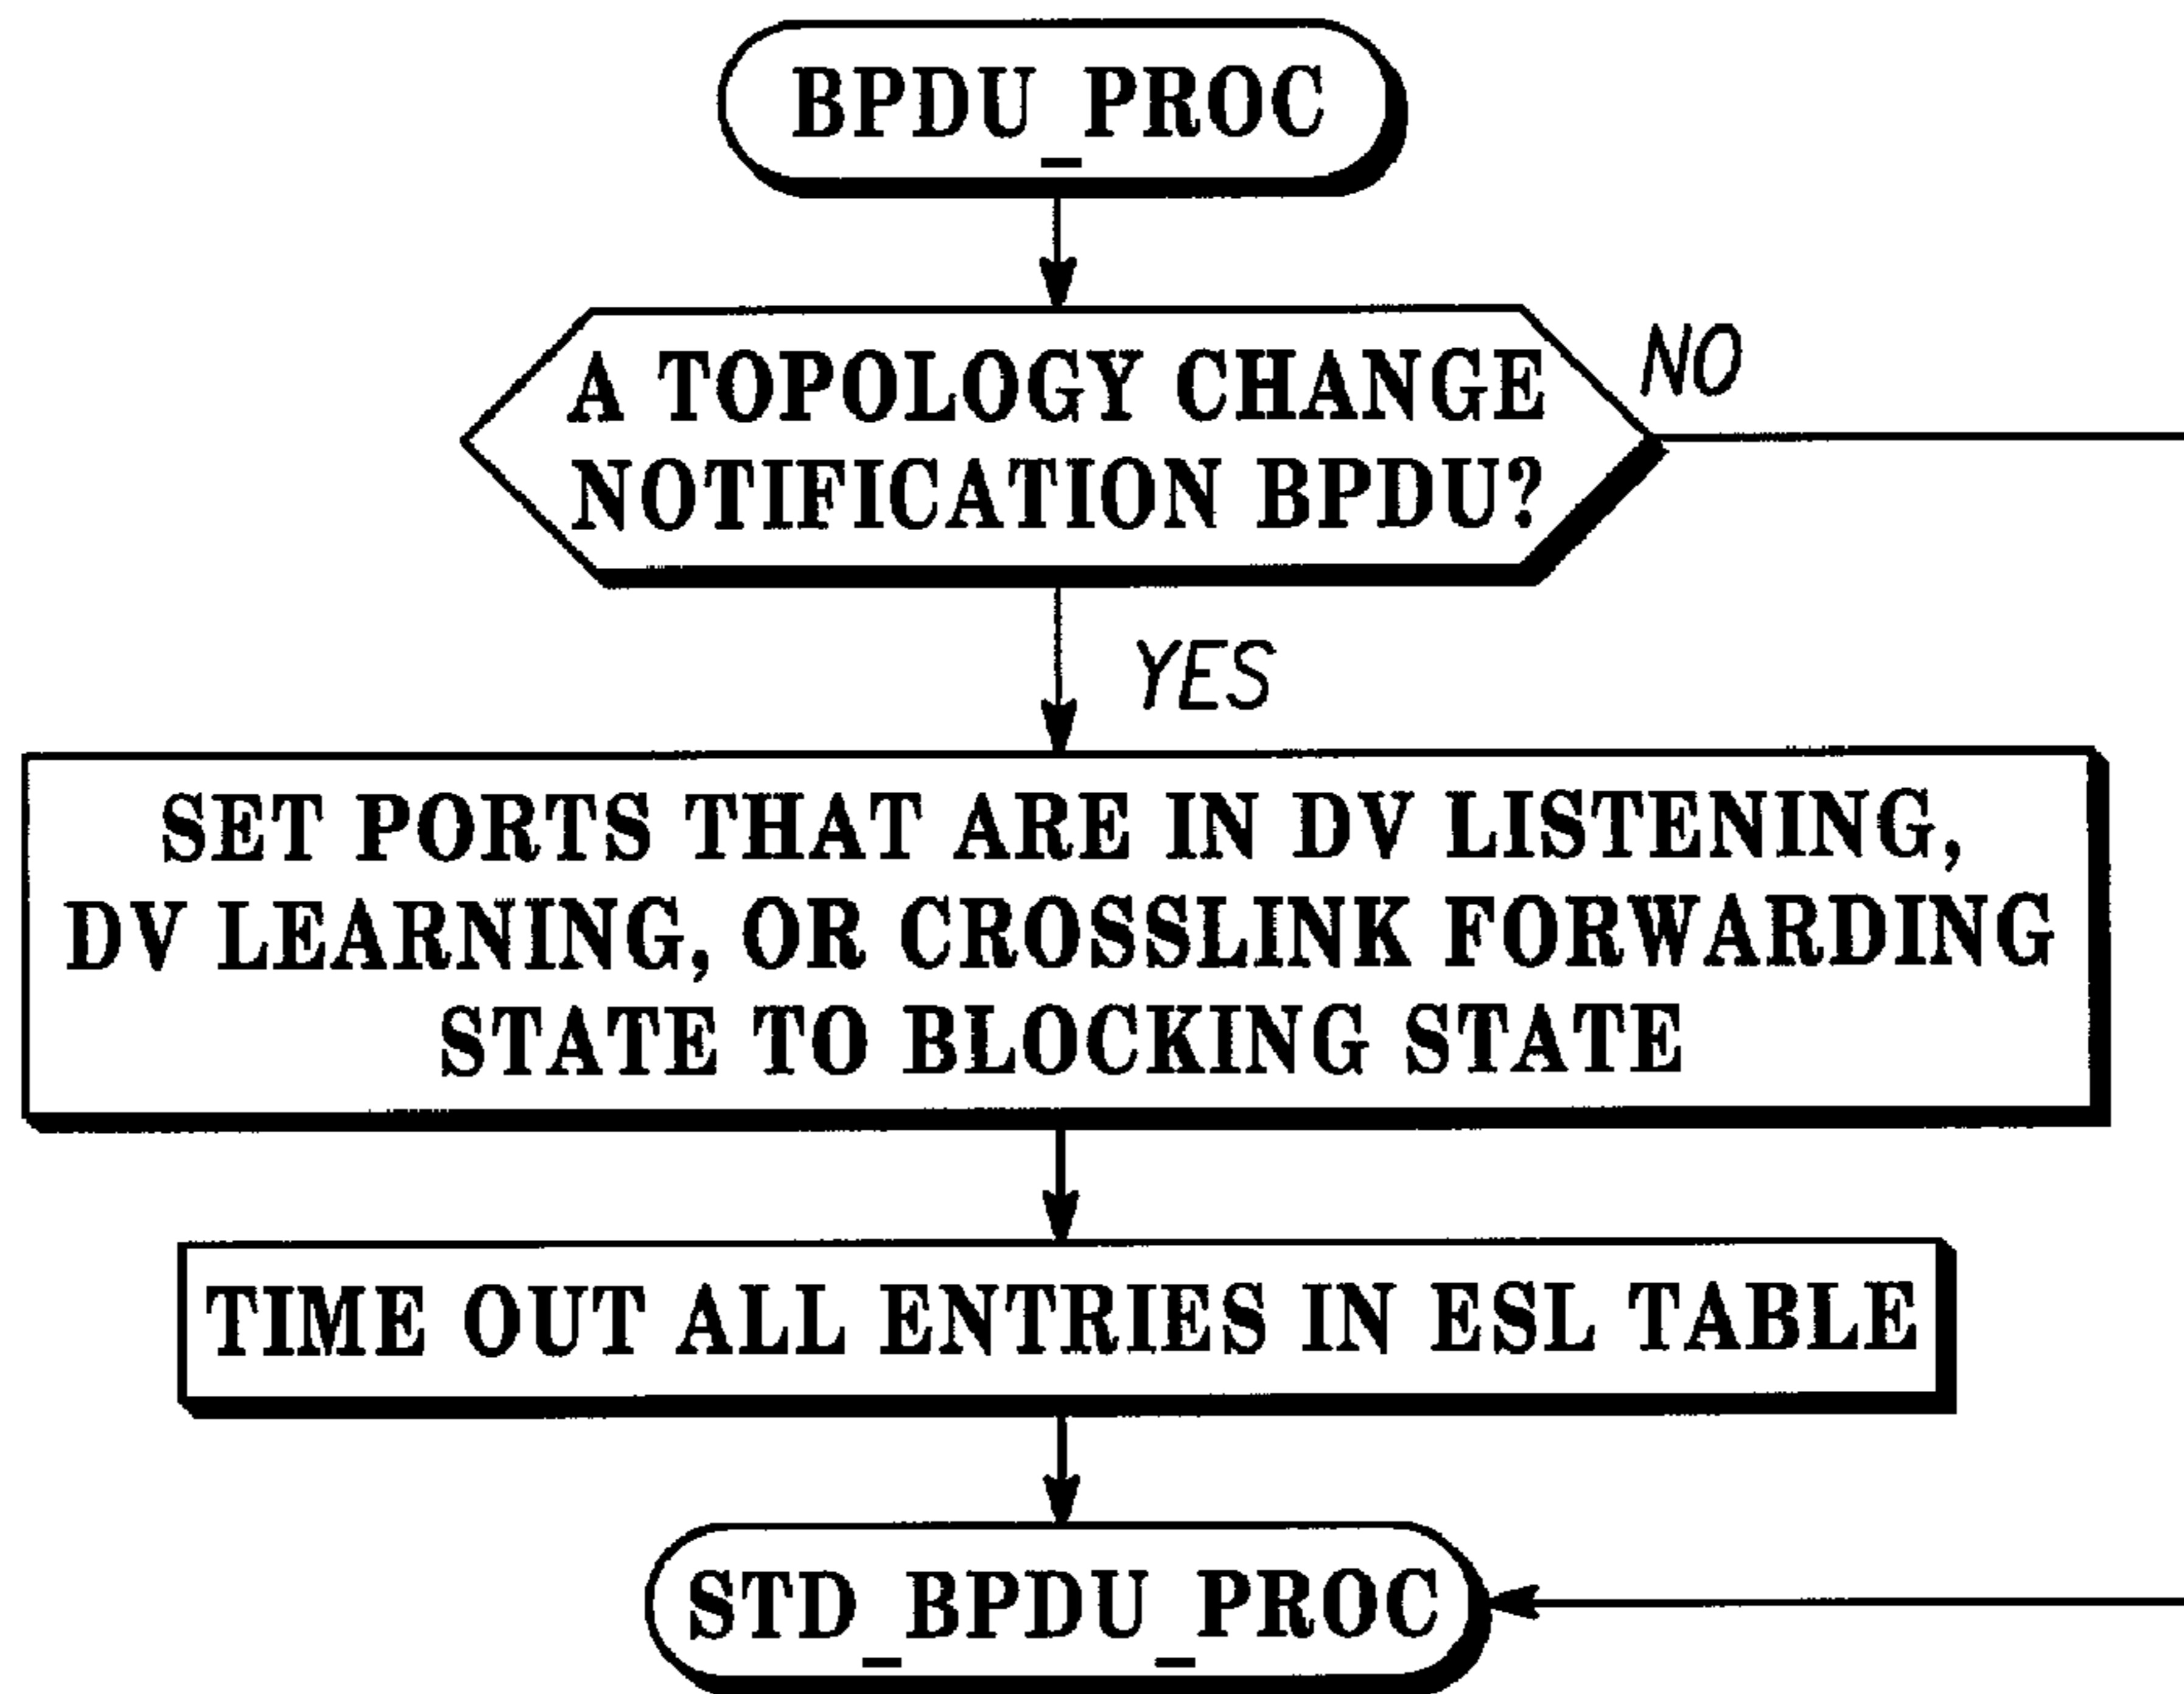 BPDU_PROC
A TOPOLOGY CHANGE
NOTIFICATION BPDU?
NO
YES
SET PORTS THAT ARE IN DV LISTENING,
DV LEARNING, OR CROSSLINK FORWARDING
STATE TO BLOCKING STATE
TIME OUT ALL ENTRIES IN ESL TABLE
STD_BPDU_PROC